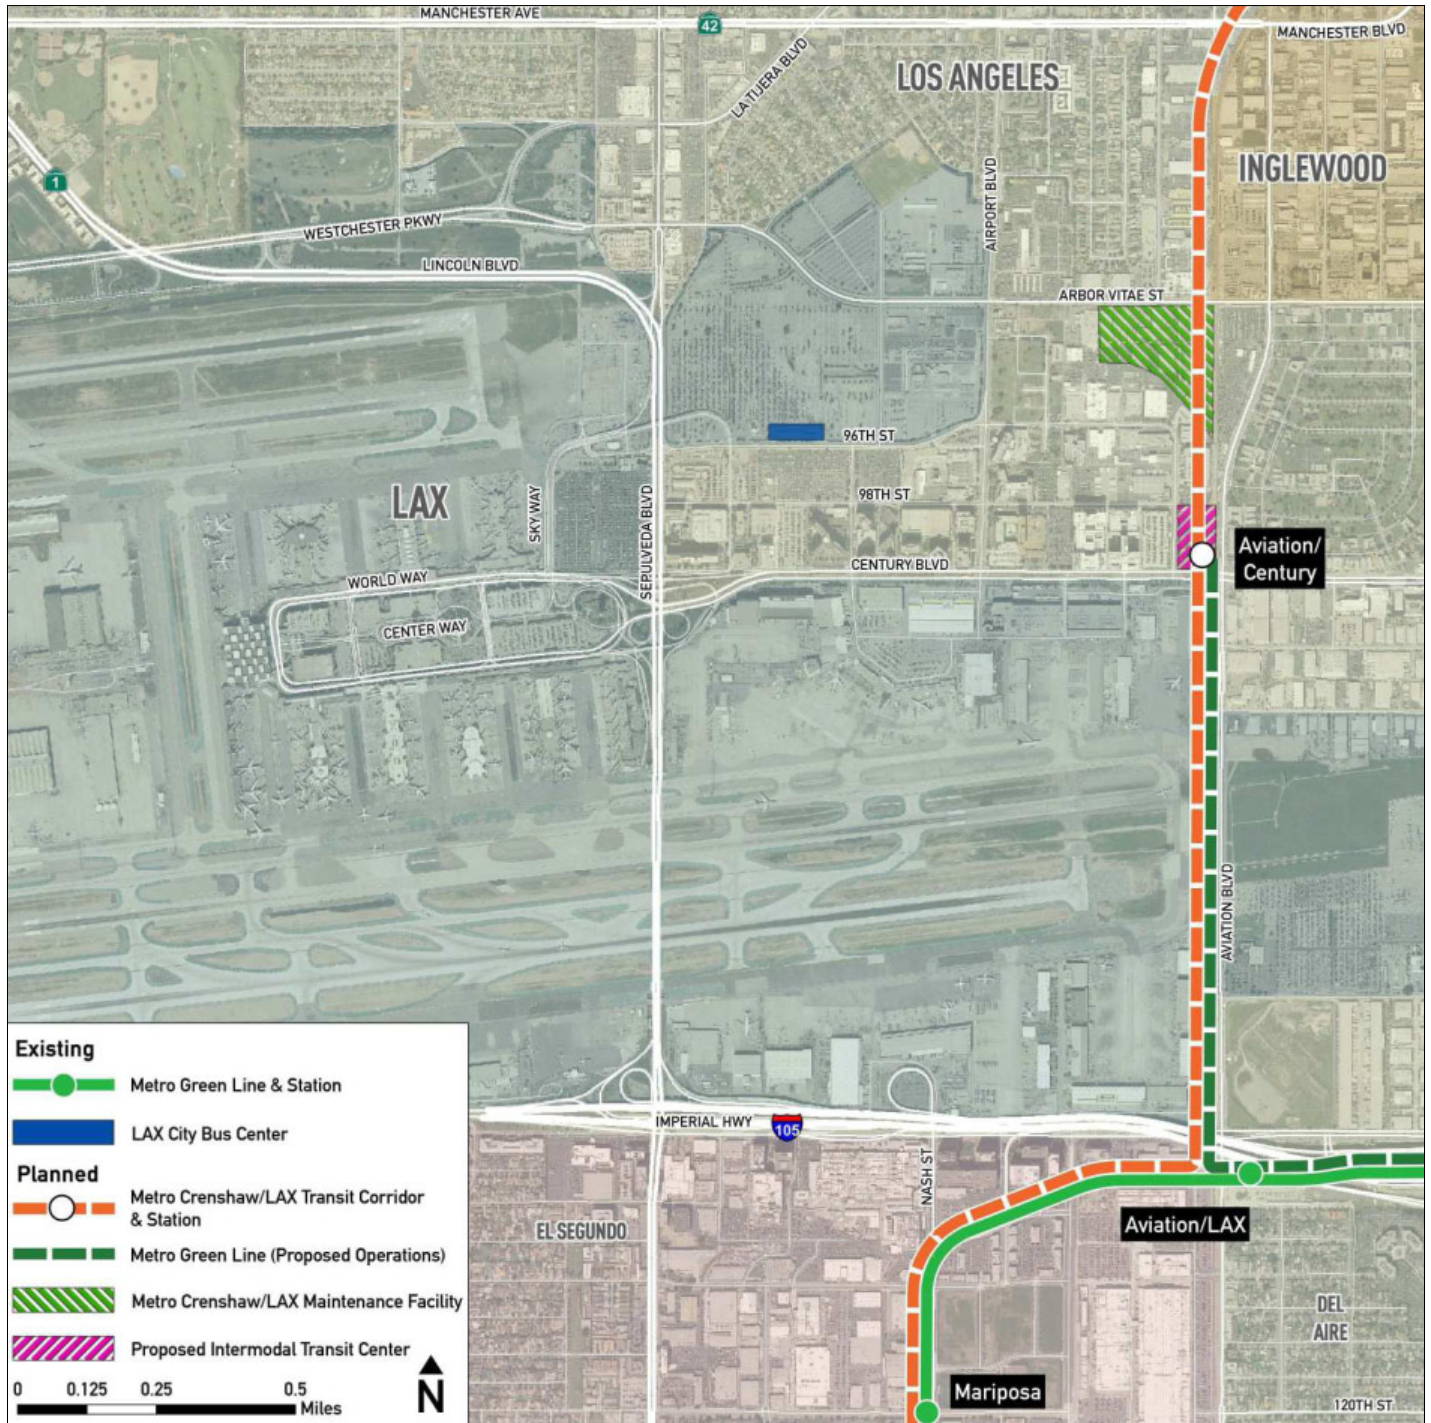 MANCHESTER AVE
42
MANCHESTER BLVD
LA TIJERA BLVD
LOS ANGELES
INGLEWOOD
AIRPORT BLVD
1
WESTCHESTER PKWY
LINCOLN BLVD
ARBOR VITAE ST
96TH ST
98TH ST
LAX
SKY WAY
SEPULVEDA BLVD
Aviation/
Century
CENTURY BLVD
WORLD WAY
CENTER WAY
AVIATION BLVD
IMPERIAL HWY
105
NASH ST
EL SEGUNDO
Aviation/LAX
DEL
AIRE
Mariposa
120TH ST
Existing
Metro Green Line & Station
LAX City Bus Center
Planned
Metro Crenshaw/LAX Transit Corridor
& Station
Metro Green Line (Proposed Operations)
Metro Crenshaw/LAX Maintenance Facility
Proposed Intermodal Transit Center
0 0.125 0.25 0.5
Miles
N